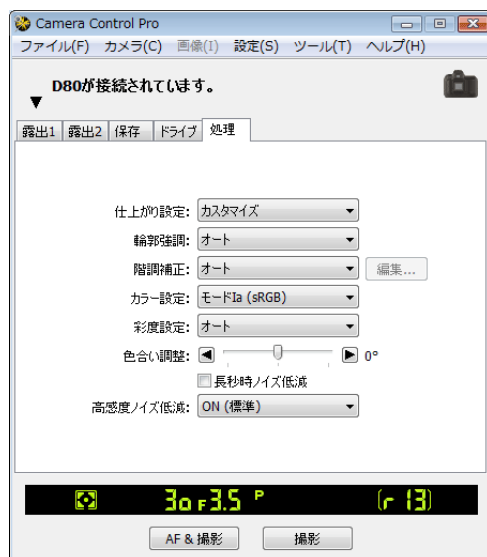 Camera Control Pro
ファイル(F) カメラ(C) 画像(I) 設定(S) ツール(T) ヘルプ(H)
D80が接続されています。
露出1 露出2 保存 ドライブ 処理
仕上がり設定: カスタマイズ
輪郭強調: オート
階調補正: オート 編集...
カラー設定: モードIa (sRGB)
彩度設定: オート
色合い調整: 0°
長秒時ノイズ低減
高感度ノイズ低減: ON (標準)
30 F3.5 P (r 13)
AF & 撮影 撮影